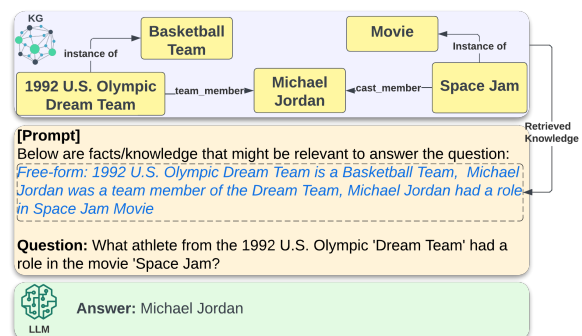 KG
Basketball
Team
Movie
instance of
Instance of
1992 U.S. Olympic
Dream Team
team_member
Michael
Jordan
cast_member
Space Jam
Retrieved
Knowledge
[Prompt]
Below are facts/knowledge that might be relevant to answer the question:
Free-form: 1992 U.S. Olympic Dream Team is a Basketball Team, Michael
Jordan was a team member of the Dream Team, Michael Jordan had a role
in Space Jam Movie
Question: What athlete from the 1992 U.S. Olympic 'Dream Team' had a
role in the movie 'Space Jam?
Answer: Michael Jordan
LLM